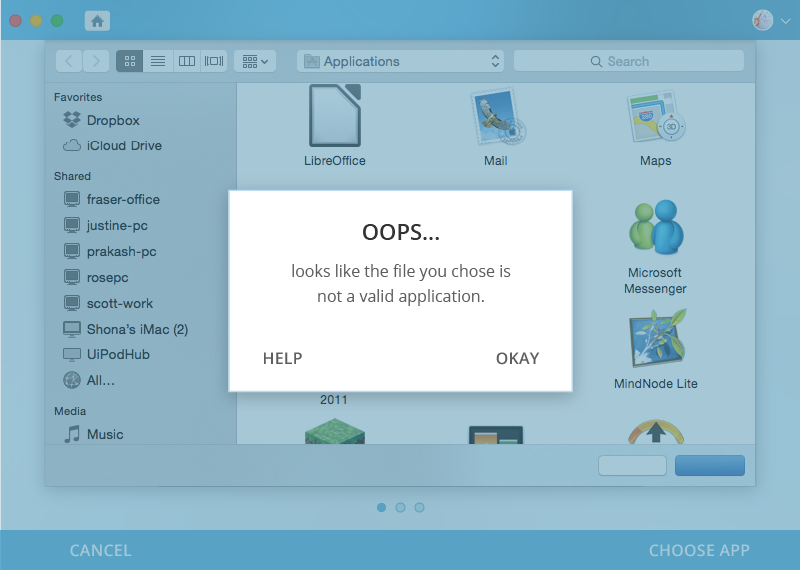 Applications
Search
Favorites
Dropbox
iCloud Drive
Shared
fraser-office
justine-pc
prakash-pc
rosepc
scott-work
Shona's iMac (2)
UiPodHub
All...
Media
Music
LibreOffice
Mail
280
3D
Maps
Microsoft
Messenger
MindNode Lite
2011
OOPS...
looks like the file you chose is
not a valid application.
HELP
OKAY
CANCEL
CHOOSE APP